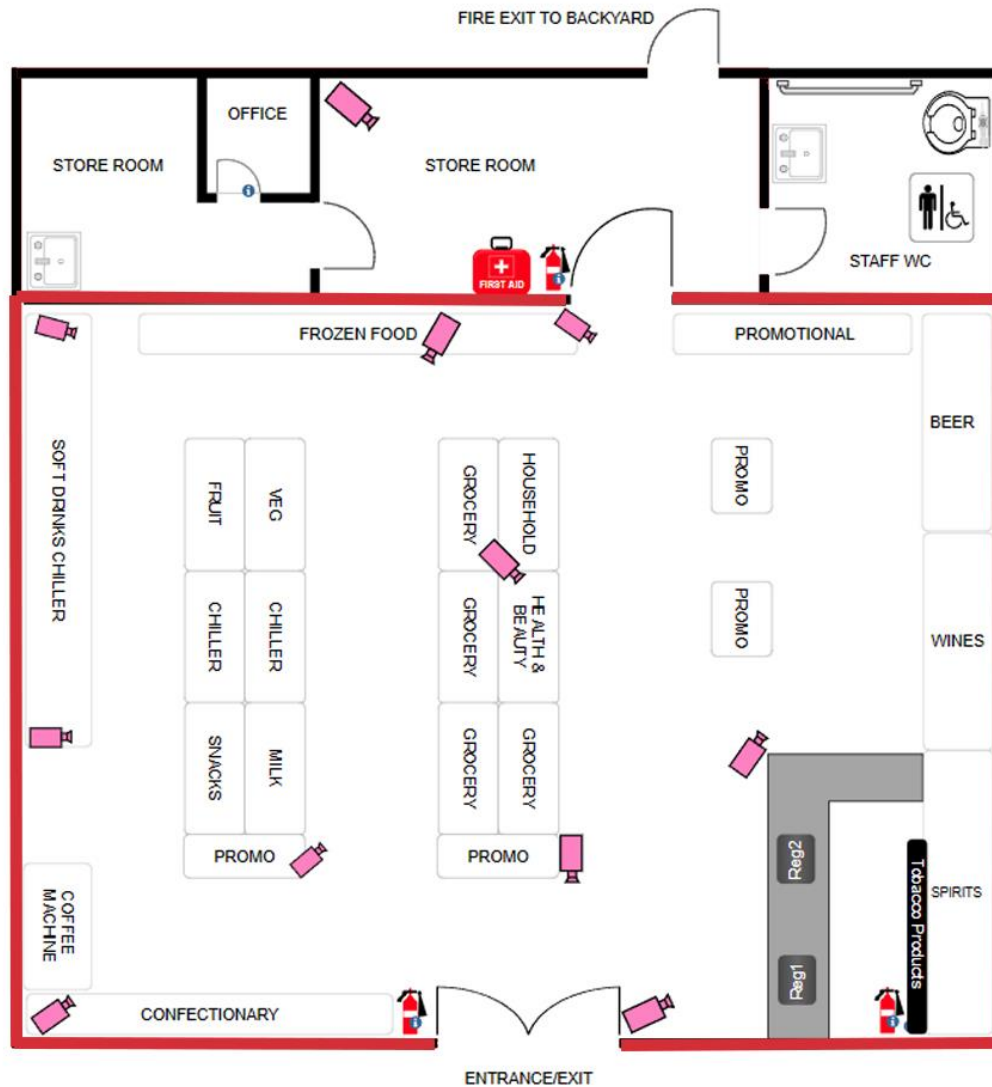 FIRE EXIT TO BACKYARD
OFFICE
STORE ROOM
STORE ROOM
FIRST AID
STAFF WC
FROZEN FOOD
PROMOTIONAL
SOFT DRINKS CHILLER
BEER
FRUIT
VEG
GROCERY
HOUSEHOLD
PROMO
CHILLER
CHILLER
GROCERY
HEALTH &
BEAUTY
PROMO
WINES
SNACKS
MILK
GROCERY
GROCERY
PROMO
PROMO
Reg2
Tobacco Products
SPIRITS
COFFEE
MACHINE
Reg1
CONFECTIONARY
ENTRANCE/EXIT